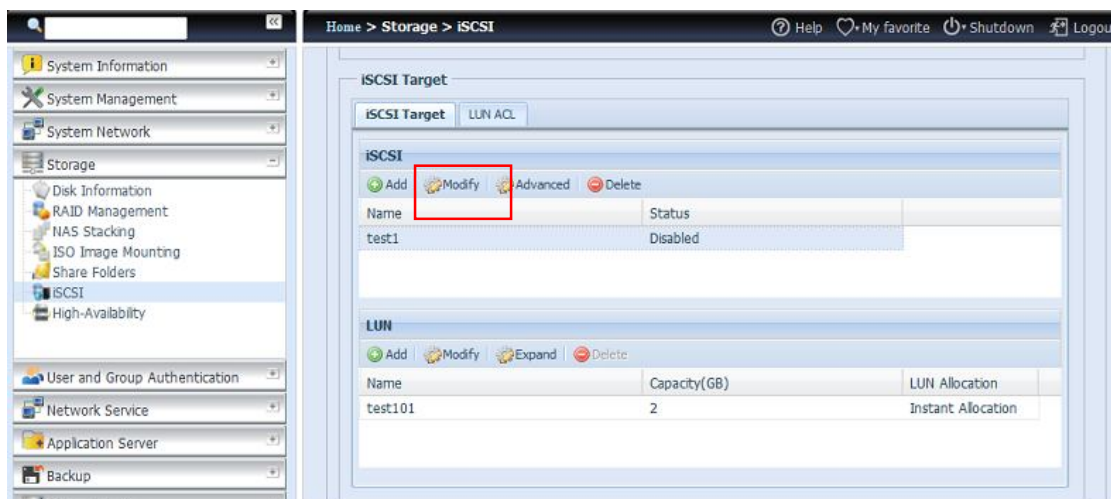 Home > Storage > iSCSI
Help My favorite Shutdown Logou
System Information
System Management
System Network
Storage
Disk Information
RAID Management
NAS Stacking
ISO Image Mounting
Share Folders
iSCSI
High-Availability
User and Group Authentication
Network Service
Application Server
Backup
iSCSI Target
iSCSI Target LUN ACL
iSCSI
Add Modify Advanced Delete
Name Status
test1 Disabled
LUN
Add Modify Expand Delete
Name Capacity(GB) LUN Allocation
test101 2 Instant Allocation